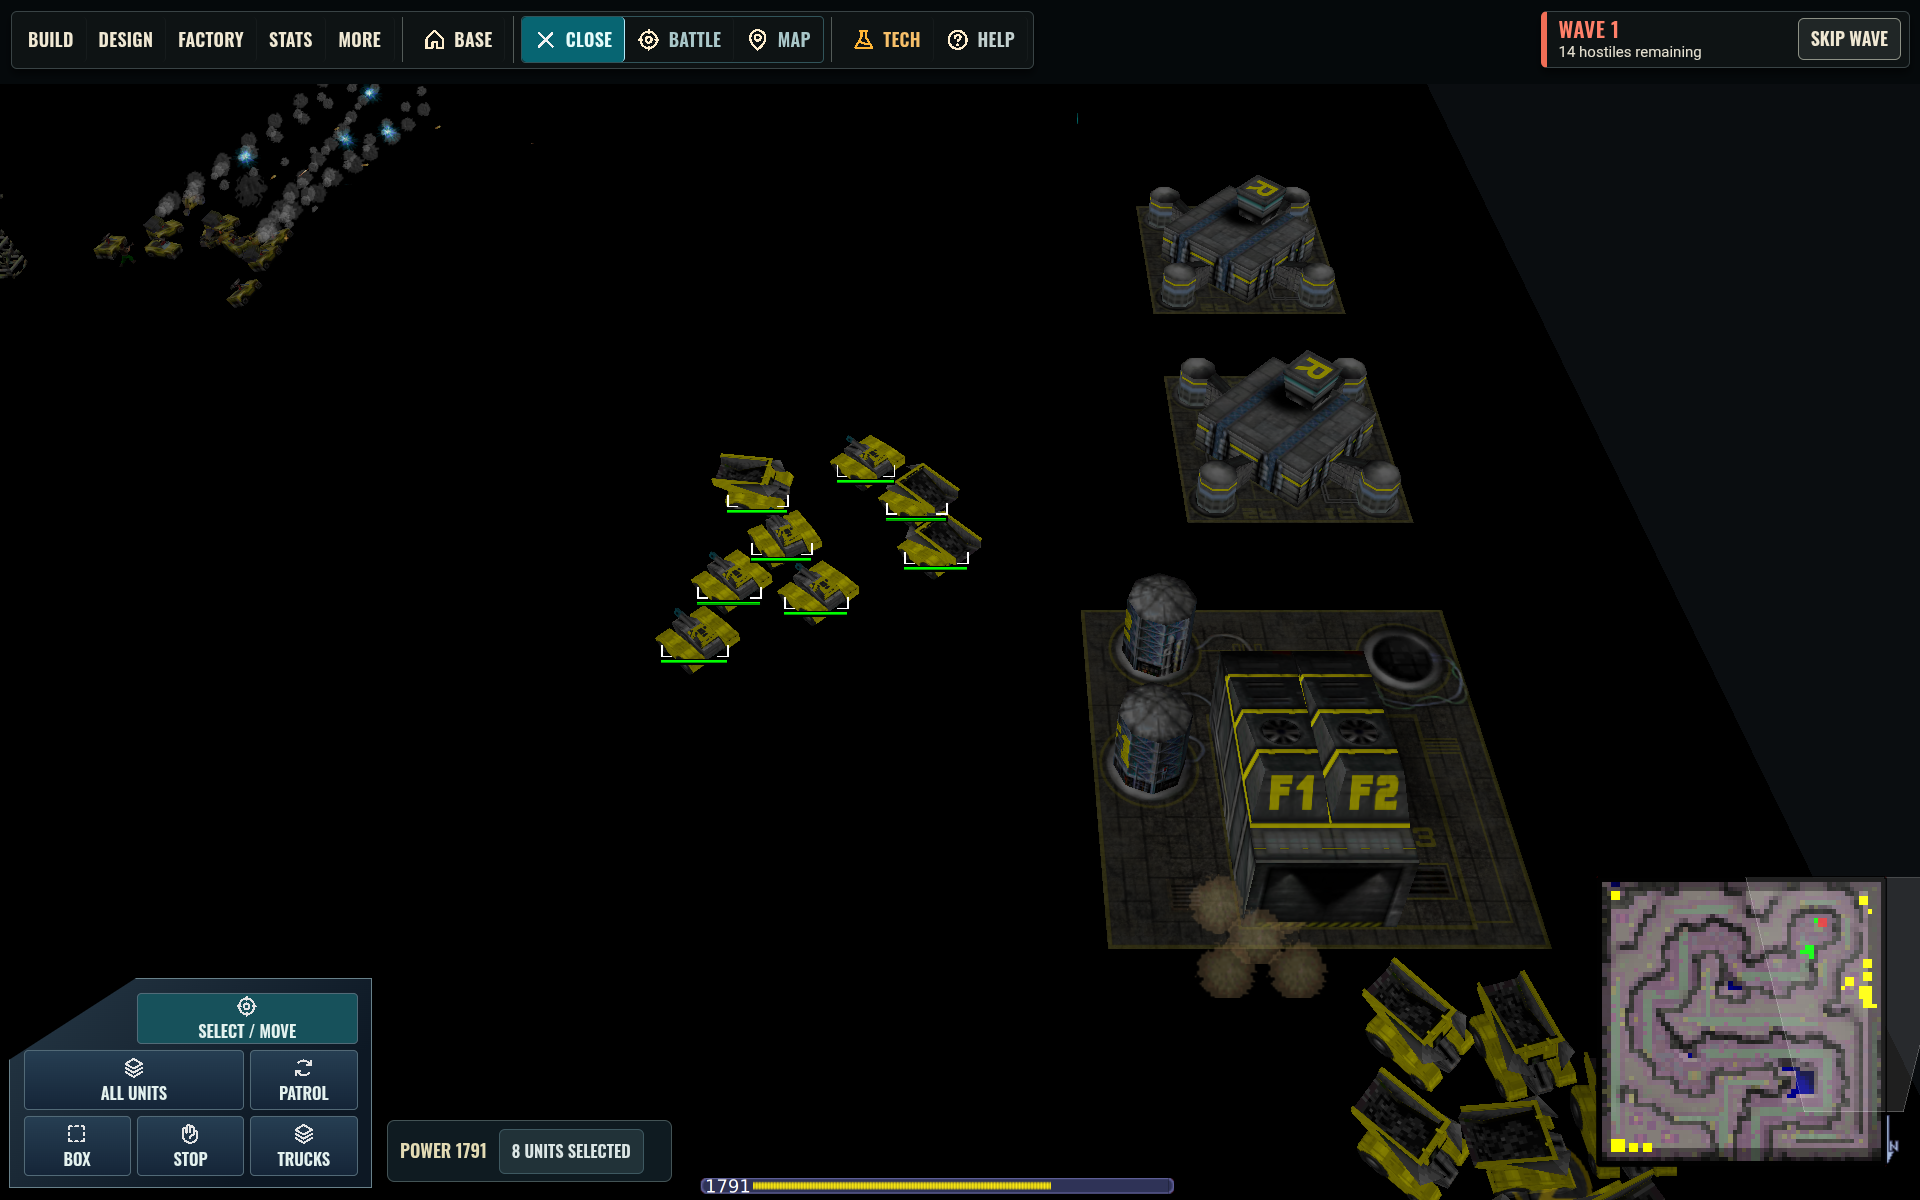 BUILD DESIGN FACTORY STATS MORE BASE CLOSE BATTLE MAP TECH HELP
WAVE 1
14 hostiles remaining
SKIP WAVE
R
R
F1 F2
3
SELECT / MOVE
ALL UNITS PATROL
BOX STOP TRUCKS
POWER 1791 8 UNITS SELECTED
1791
N